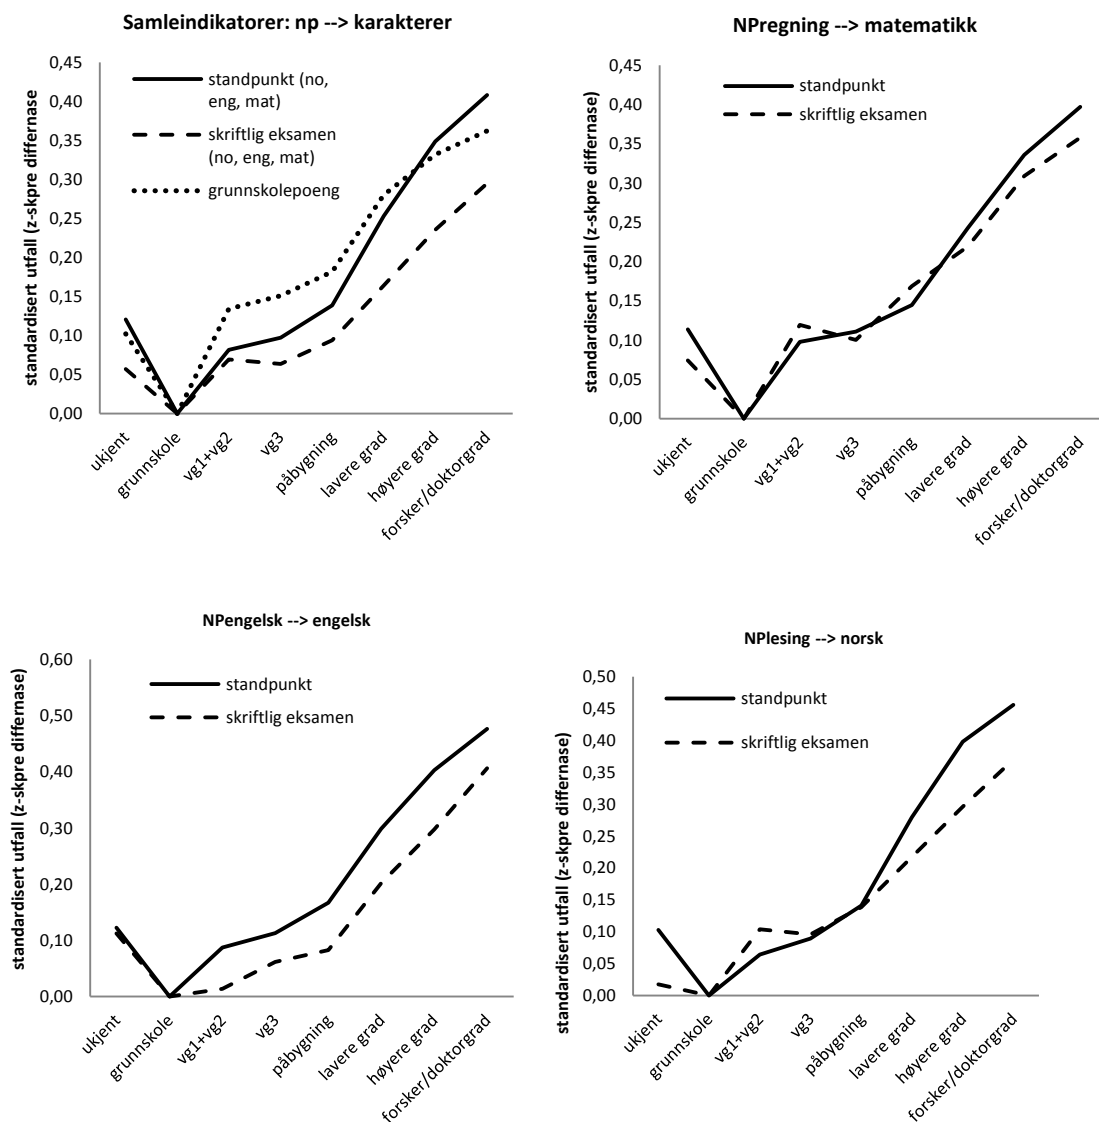 Samleindikatorer: np --> karakterer
standardisert utfall (z-skpre differnase
0,45
0,40
0,35
0,30
0,25
0,20
0,15
0,10
0,05
0,00
standpunkt (no,
eng, mat)
skriftlig eksamen
(no, eng, mat)
grunnskolepoeng
ukjent
grunnskole
vg1+vg2
vg3
påbygning
lavere grad
høyere grad
forsker/doktorgrad
NPregning --> matematikk
standardisert utfall (z-skpre differnase
0,45
0,40
0,35
0,30
0,25
0,20
0,15
0,10
0,05
0,00
standpunkt
skriftlig eksamen
ukjent
grunnskole
vg1+vg2
vg3
påbygning
lavere grad
høyere grad
forsker/doktorgrad
NPengelsk --> engelsk
standardisert utfall (z-skpre differnase)
0,60
0,50
0,40
0,30
0,20
0,10
0,00
standpunkt
skriftlig eksamen
ukjent
grunnskole
vg1+vg2
vg3
påbygning
lavere grad
høyere grad
forsker/doktorgrad
NPlesing --> norsk
standardisert utfall (z-skpre differnase)
0,50
0,45
0,40
0,35
0,30
0,25
0,20
0,15
0,10
0,05
0,00
standpunkt
skriftlig eksamen
ukjent
grunnskole
vg1+vg2
vg3
påbygning
lavere grad
høyere grad
forsker/doktorgrad